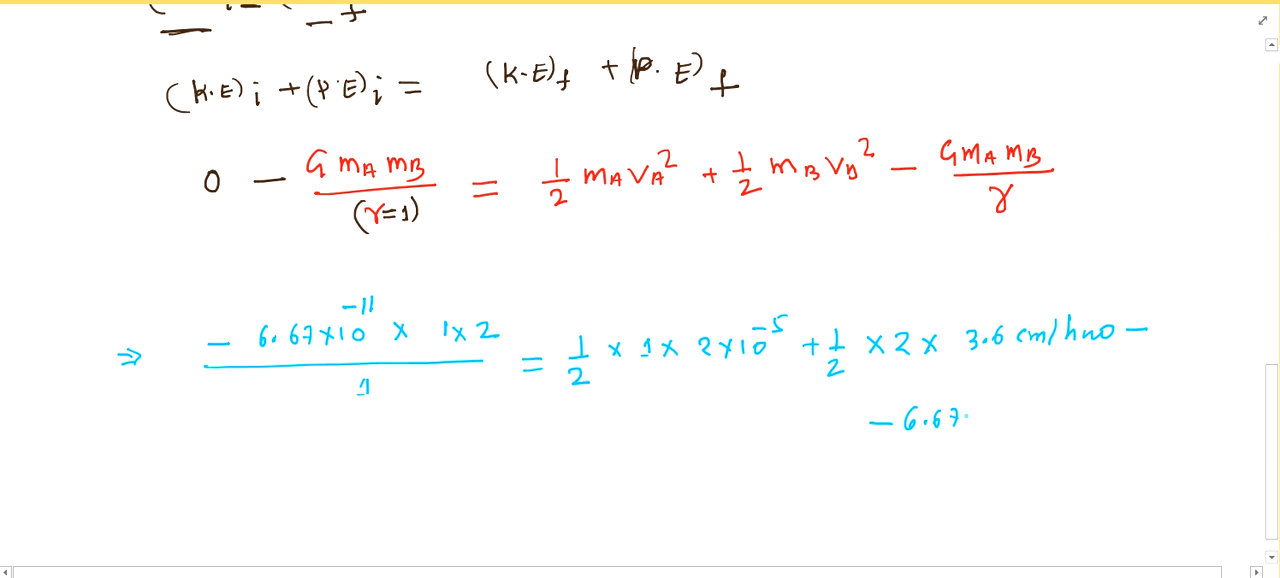 (K.E)i + (P.E)i = (K-E)f + (P. E)f
0 - G mA mB / (r=1) = 1/2 mA VA² + 1/2 mB VB² - G mA mB / r
⇒ - 6.67×10⁻¹¹ × 1×2 / 1 = 1/2 × 1× 2×10⁻⁵ + 1/2 ×2× 3.6 cm/hno -
- 6.67